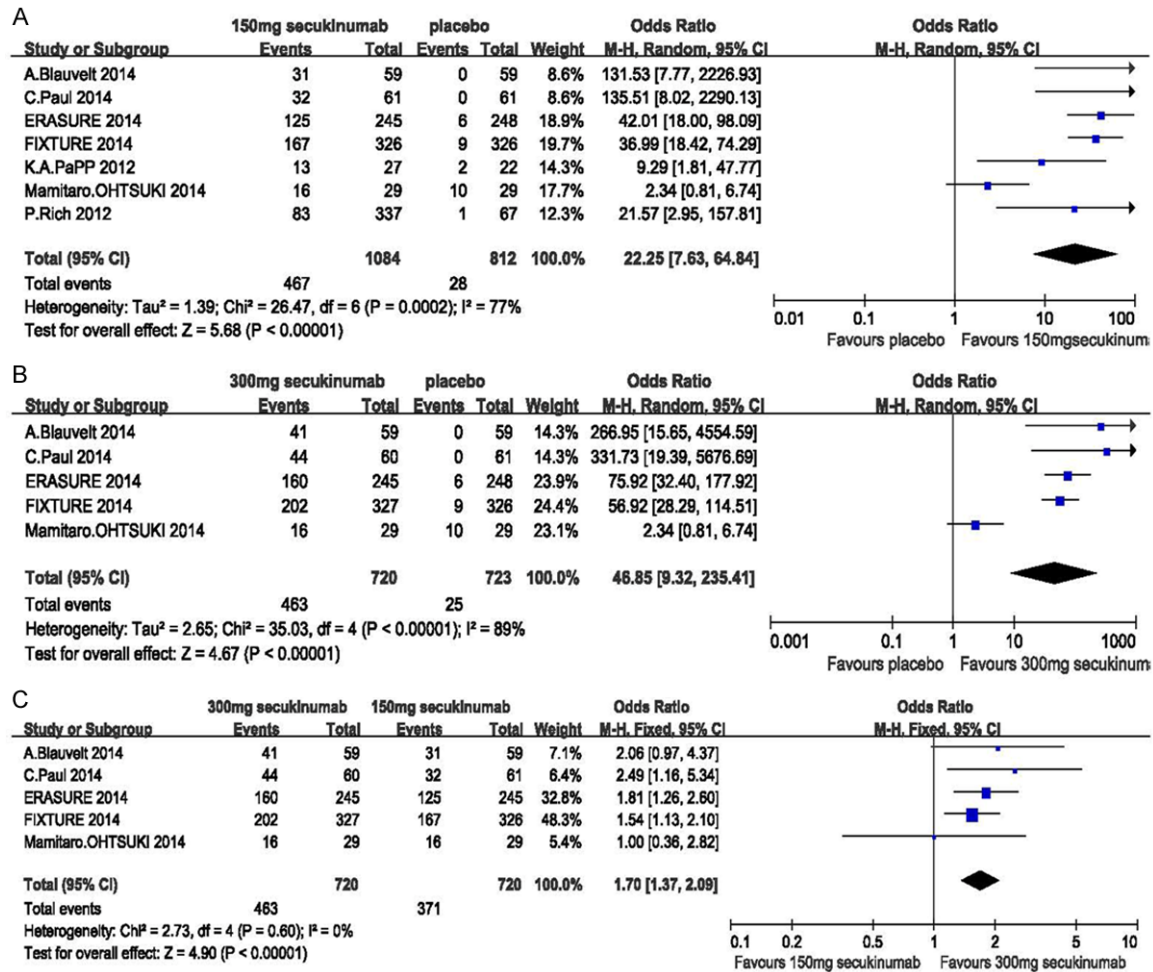 A
150mg secukinumab placebo Odds Ratio Odds Ratio
Study or Subgroup Events Total Events Total Weight M-H, Random, 95% CI M-H, Random, 95% CI
A.Blauvelt 2014 31 59 0 59 8.6% 131.53 [7.77, 2226.93]
C.Paul 2014 32 61 0 61 8.6% 135.51 [8.02, 2290.13]
ERASURE 2014 125 245 6 248 18.9% 42.01 [18.00, 98.09]
FIXTURE 2014 167 326 9 326 19.7% 36.99 [18.42, 74.29]
K.A.PaPP 2012 13 27 2 22 14.3% 9.29 [1.81, 47.77]
Mamitaro.OHTSUKI 2014 16 29 10 29 17.7% 2.34 [0.81, 6.74]
P.Rich 2012 83 337 1 67 12.3% 21.57 [2.95, 157.81]
Total (95% CI) 1084 812 100.0% 22.25 [7.63, 64.84]
Total events 467 28
Heterogeneity: Tau² = 1.39; Chi² = 26.47, df = 6 (P = 0.0002); I² = 77%
Test for overall effect: Z = 5.68 (P < 0.00001)
0.01 0.1 1 10 100
Favours placebo Favours 150mgsecukinum
B
300mg secukinumab placebo Odds Ratio Odds Ratio
Study or Subgroup Events Total Events Total Weight M-H, Random, 95% CI M-H, Random, 95% CI
A.Blauvelt 2014 41 59 0 59 14.3% 266.95 [15.65, 4554.59]
C.Paul 2014 44 60 0 61 14.3% 331.73 [19.39, 5676.69]
ERASURE 2014 160 245 6 248 23.9% 75.92 [32.40, 177.92]
FIXTURE 2014 202 327 9 326 24.4% 56.92 [28.29, 114.51]
Mamitaro.OHTSUKI 2014 16 29 10 29 23.1% 2.34 [0.81, 6.74]
Total (95% CI) 720 723 100.0% 46.85 [9.32, 235.41]
Total events 463 25
Heterogeneity: Tau² = 2.65; Chi² = 35.03, df = 4 (P < 0.00001); I² = 89%
Test for overall effect: Z = 4.67 (P < 0.00001)
0.001 0.1 1 10 1000
Favours placebo Favours 300mg secukinum
C
300mg secukinumab 150mg secukinumab Odds Ratio Odds Ratio
Study or Subgroup Events Total Events Total Weight M-H, Fixed, 95% CI M-H, Fixed, 95% CI
A.Blauvelt 2014 41 59 31 59 7.1% 2.06 [0.97, 4.37]
C.Paul 2014 44 60 32 61 6.4% 2.49 [1.16, 5.34]
ERASURE 2014 160 245 125 245 32.8% 1.81 [1.26, 2.60]
FIXTURE 2014 202 327 167 326 48.3% 1.54 [1.13, 2.10]
Mamitaro.OHTSUKI 2014 16 29 16 29 5.4% 1.00 [0.36, 2.82]
Total (95% CI) 720 720 100.0% 1.70 [1.37, 2.09]
Total events 463 371
Heterogeneity: Chi² = 2.73, df = 4 (P = 0.60); I² = 0%
Test for overall effect: Z = 4.90 (P < 0.00001)
0.1 0.2 0.5 1 2 5 10
Favours 150mg secukinumab Favours 300mg secukinumab